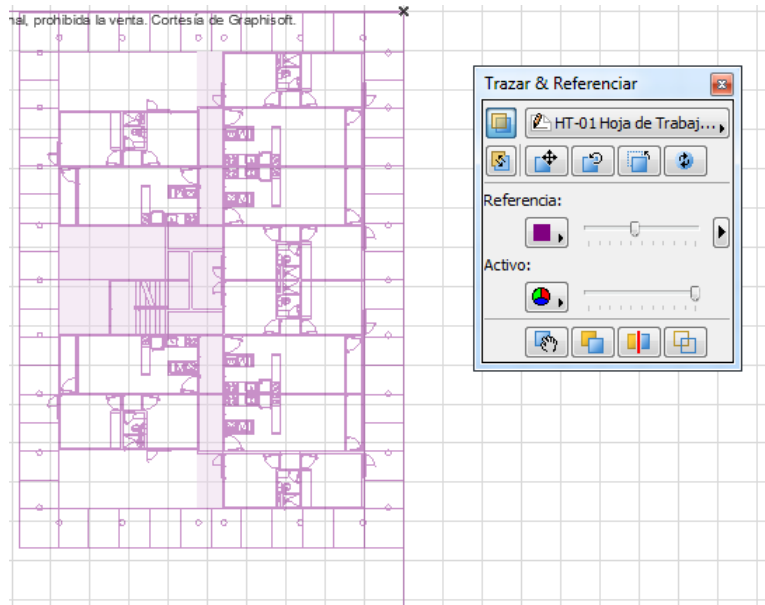 nal, prohibida la venta. Cortesía de Graphisoft.
Trazar & Referenciar
HT-01 Hoja de Trabaj...
Referencia:
Activo: